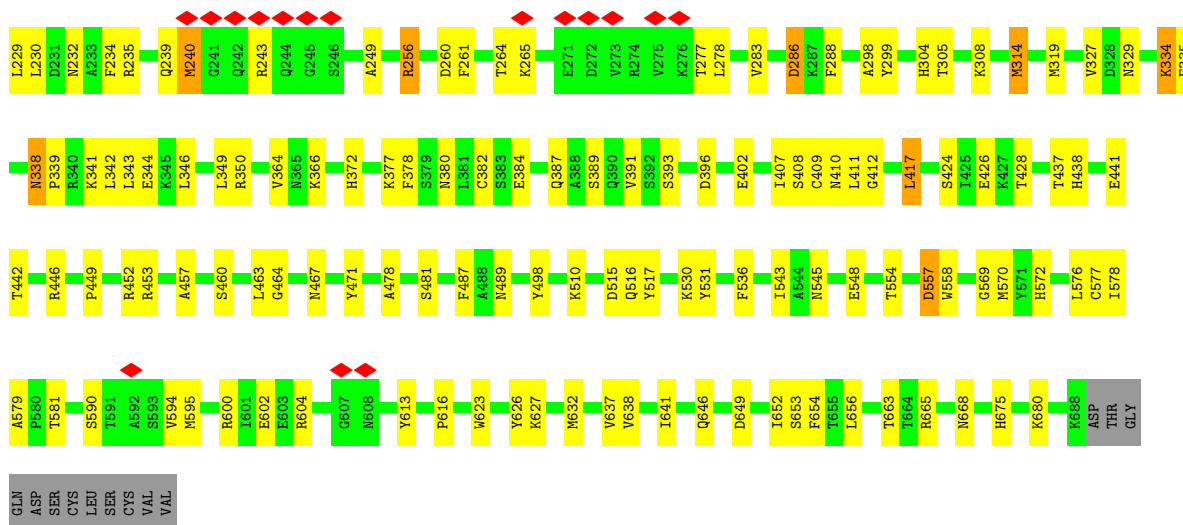 L229 L230 D231 N232 A233 F234 R235 Q239 M240 G241 Q242 R243 Q244 G245 S246 A249 R256 D260 F261 T264 K265 E271 D272 V273 R274 V275 K276 T277 L278 V283 D286 K287 F288 A298 Y299 H304 T305 K308 M314 M319 V327 D328 N329 K334
N338 P339 R340 K341 L342 L343 E344 K345 L346 L349 R350 V364 N365 K366 H372 K377 F378 S379 N380 L381 C382 S383 E384 Q387 A388 S389 Q390 V391 S392 S393 D396 E402 I407 S408 C409 N410 L411 G412 L417 S424 I425 E426 K427 T428 T437 H438 E441
T442 R446 P449 R452 R453 A457 S460 L463 G464 N467 Y471 A478 S481 F487 A488 N489 Y498 K510 D515 Q516 Y517 K530 Y531 F536 I543 A544 N545 E548 T554 D557 W558 G569 M570 Y571 H572 L576 C577 I578
A579 P580 T581 S590 T591 A592 S593 V594 M595 R600 I601 E602 E603 R604 G607 N608 Y613 P616 W623 Y626 K627 M632 V637 V638 I641 Q646 D649 I652 S653 F654 T655 L656 T663 T664 R665 N668 H675 K680 K688 ASP THR GLY
GLN ASP SER CYS LEU SER CYS VAL VAL